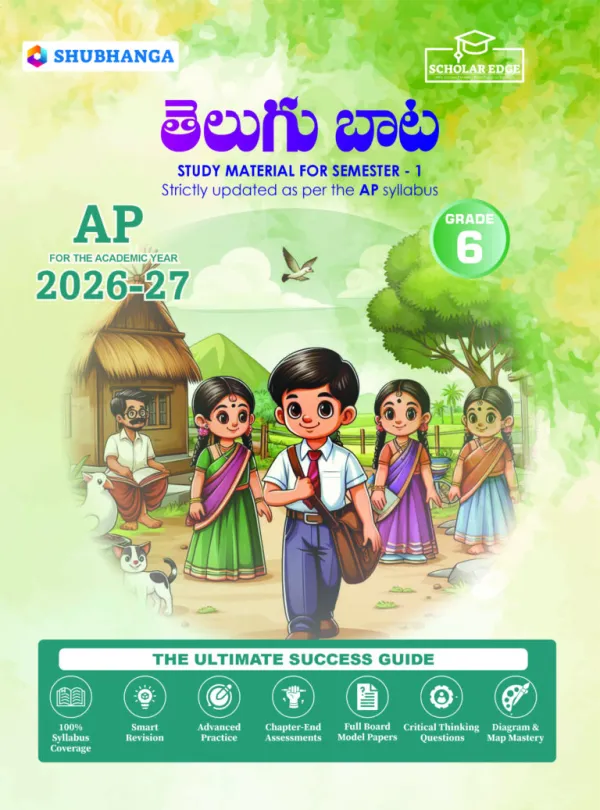 SHUBHANGA
SCHOLAR EDGE
తెలుగు బాట
STUDY MATERIAL FOR SEMESTER - 1
Strictly updated as per the AP syllabus
AP
FOR THE ACADEMIC YEAR
2026-27
GRADE
6
THE ULTIMATE SUCCESS GUIDE
100%
Syllabus
Coverage
Smart
Revision
Advanced
Practice
Chapter-End
Assessments
Full Board
Model Papers
Critical Thinking
Questions
Diagram &
Map Mastery